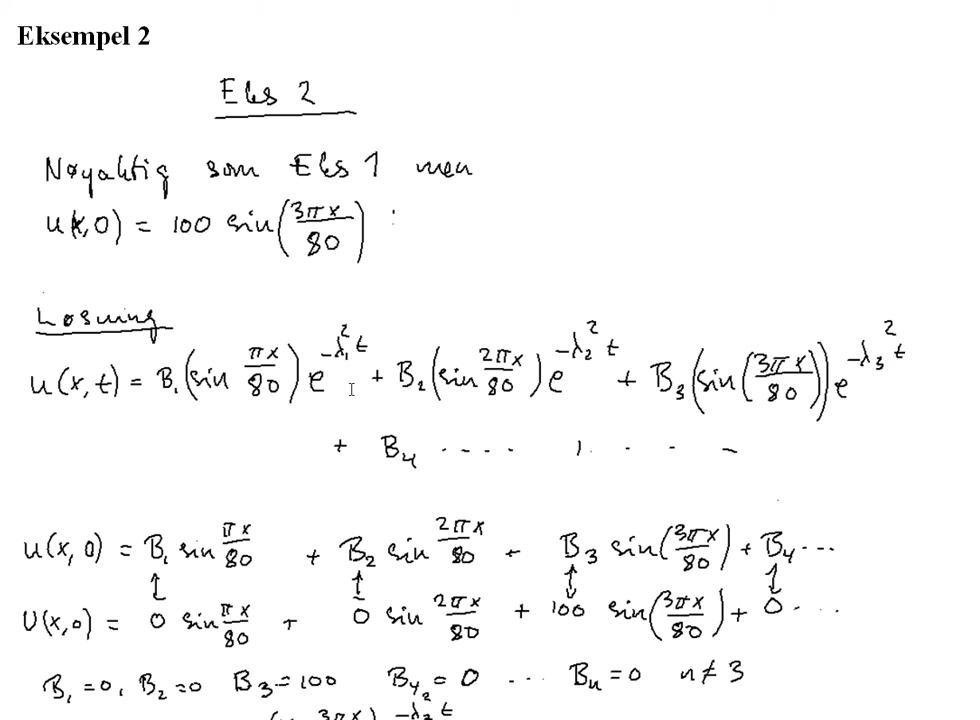 Eksempel 2
Eks 2
Nøyaktig som Eks 1 men
u(x,0) = 100 sin(3πx/80) :
Løsning
u(x,t) = B₁(sin πx/80) e^(-λ₁²t) + B₂(sin 2πx/80) e^(-λ₂²t) + B₃(sin(3πx/80)) e^(-λ₃²t)
+ B₄ .... . . . -
u(x,0) = B₁ sin πx/80 + B₂ sin 2πx/80 + B₃ sin(3πx/80) + B₄ ...
↕ ↕ ↕ ↕
U(x,0) = 0 sin πx/80 + 0 sin 2πx/80 + 100 sin(3πx/80) + 0 ...
B₁ = 0, B₂ = 0 B₃ = 100 B₄ = 0 ... Bₙ = 0 n ≠ 3